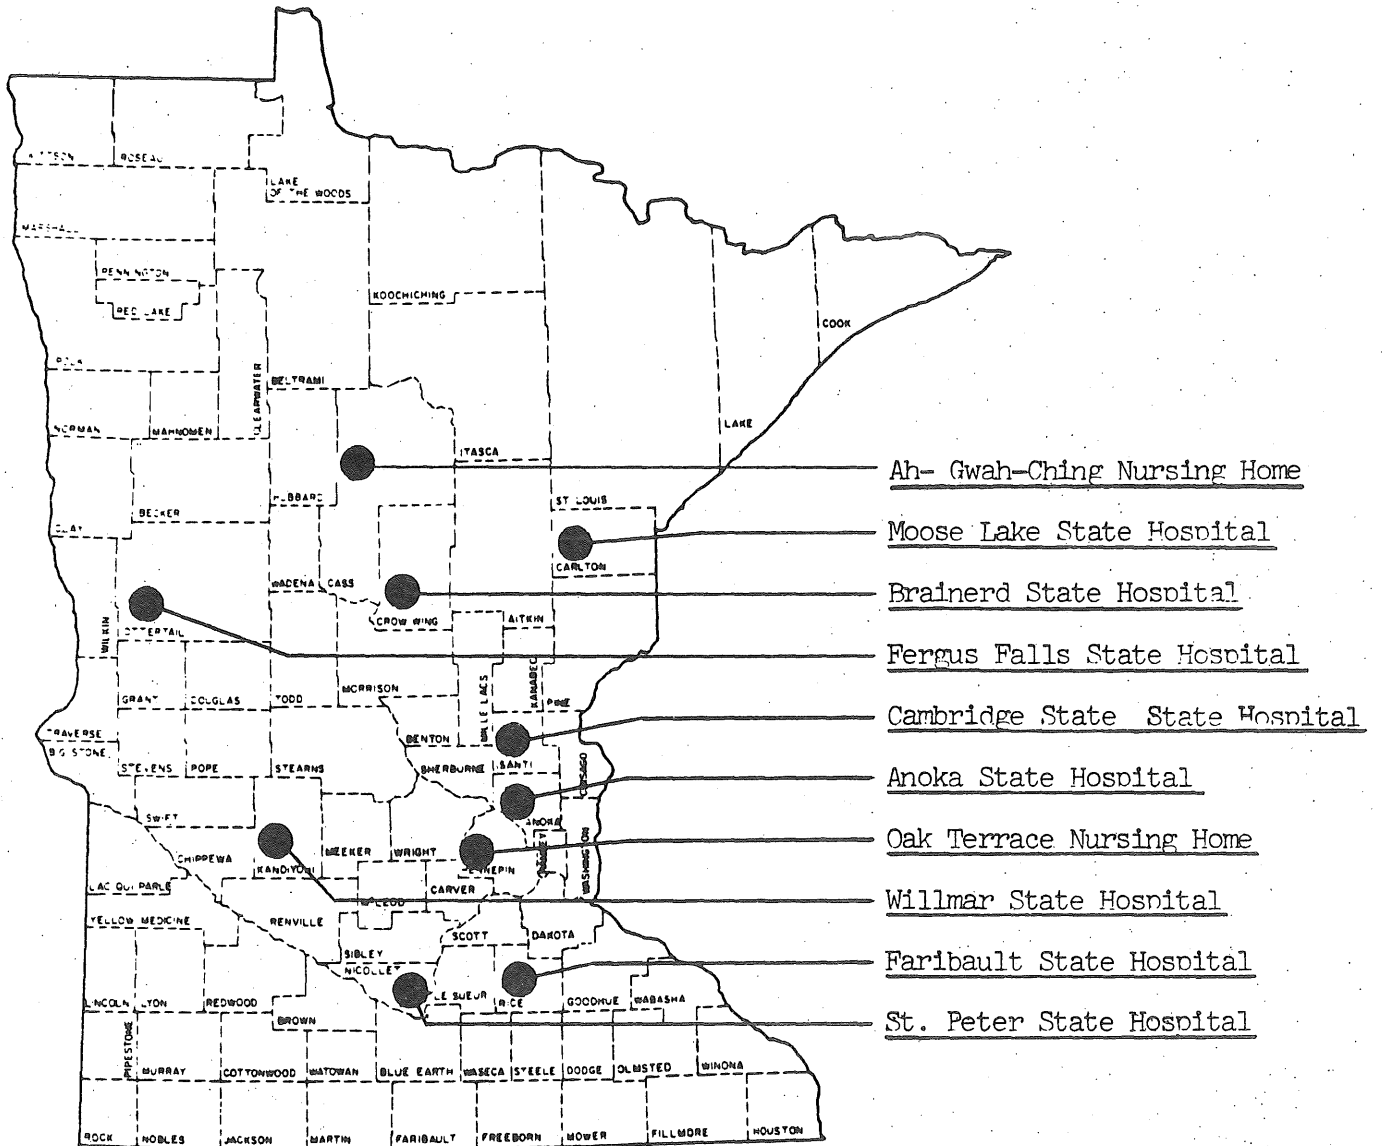 ROSEAU
LAKE
OF THE WOODS
MARSHALL
PENNINGTON
RED LAKE
KOOCHICHING
COOK
POLK
CLEARWATER
BELTRAMI
NORMAN
MAHNOMEN
LAKE
ITASCA
HUBBARD
ST LOUIS
BECKER
CLAY
Ah- Gwah-Ching Nursing Home
Moose Lake State Hospital
CARLTON
WADENA
CASS
Brainerd State Hospital
CROW WING
AITKIN
WILKIN
OTTERTAIL
Fergus Falls State Hospital
GRANT
DOUGLAS
TODD
MORRISON
MILLE LACS
KANABEC
PINE
Cambridge State State Hospital
TRAVERSE
BIG STONE
BENTON
STEVENS
POPE
STEARNS
SHERBURNE
ISANTI
CHISAGO
Anoka State Hospital
SWIFT
ANOKA
Oak Terrace Nursing Home
CHIPPEWA
KANDIYOHI
MEEKER
WRIGHT
HENNEPIN
WASHINGTON
LAC QUI PARLE
CARVER
MCLEOD
Willmar State Hospital
YELLOW MEDICINE
RENVILLE
SCOTT
DAKOTA
SIBLEY
NICOLLET
Faribault State Hospital
LINCOLN
LYON
REDWOOD
LE SUEUR
RICE
GOODHUE
WABASHA
BROWN
St. Peter State Hospital
PIPESTONE
MURRAY
COTTONWOOD
WATOWAN
BLUE EARTH
WASECA
STEELE
DODGE
OLMSTED
WINONA
ROCK
NOBLES
JACKSON
MARTIN
FARIBAULT
FREEBORN
MOWER
FILLMORE
HOUSTON